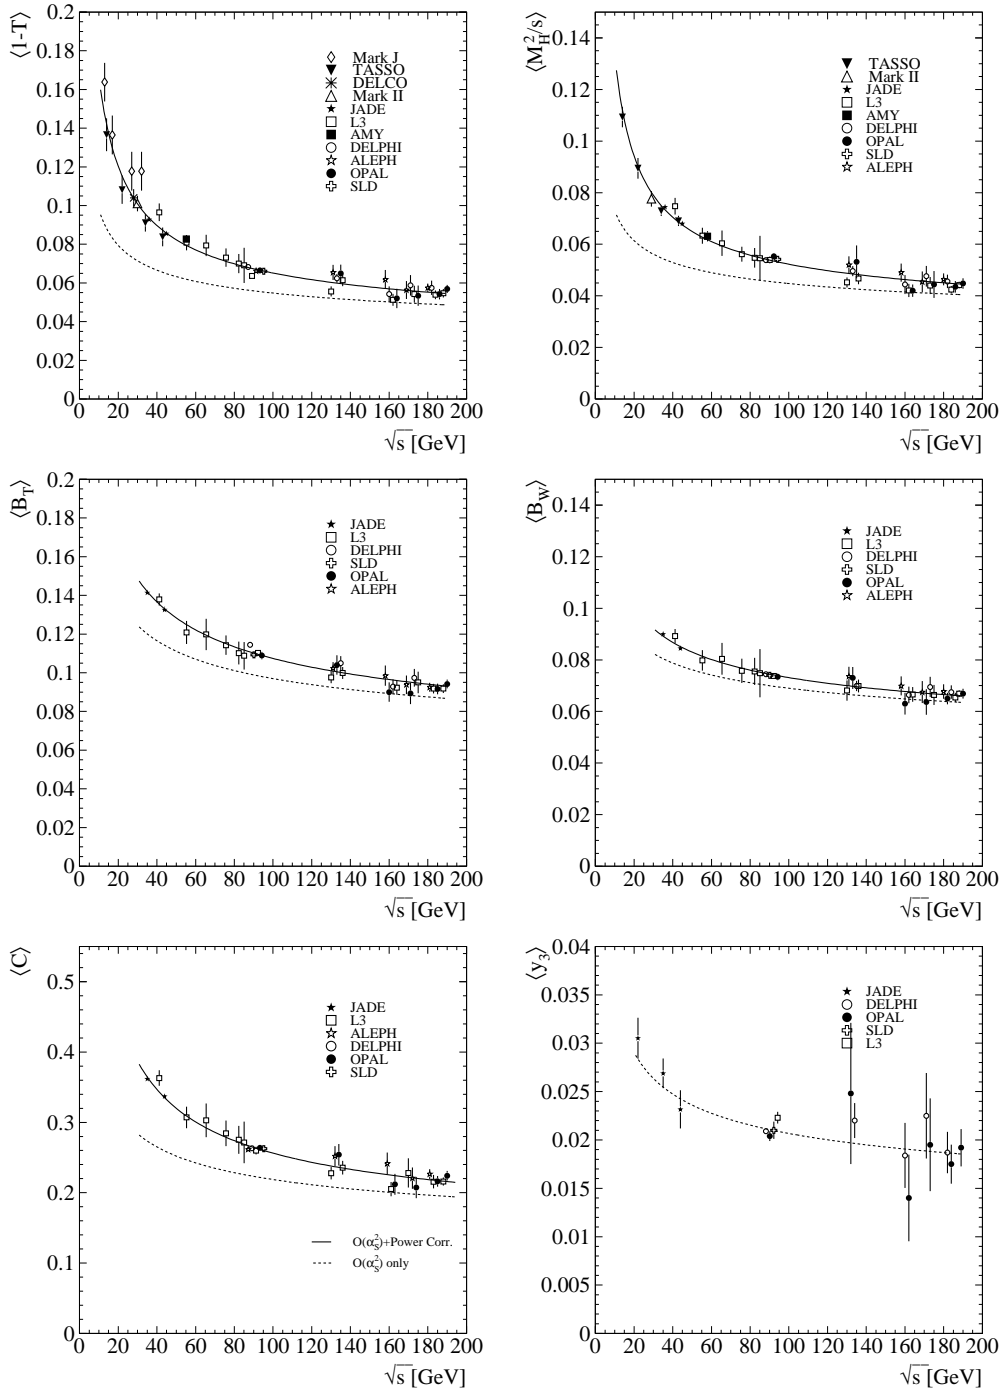 ⟨1-T⟩
0.2
0.18
0.16
0.14
0.12
0.1
0.08
0.06
0.04
0.02
0
0 20 40 60 80 100 120 140 160 180 200
√s [GeV]
Mark J
TASSO
DELCO
Mark II
JADE
L3
AMY
DELPHI
ALEPH
OPAL
SLD
⟨M_H^2/s⟩
0.14
0.12
0.1
0.08
0.06
0.04
0.02
0
0 20 40 60 80 100 120 140 160 180 200
√s [GeV]
TASSO
Mark II
JADE
L3
AMY
DELPHI
OPAL
SLD
ALEPH
⟨B_T⟩
0.2
0.18
0.16
0.14
0.12
0.1
0.08
0.06
0.04
0.02
0
0 20 40 60 80 100 120 140 160 180 200
√s [GeV]
JADE
L3
DELPHI
SLD
OPAL
ALEPH
⟨B_W⟩
0.14
0.12
0.1
0.08
0.06
0.04
0.02
0
0 20 40 60 80 100 120 140 160 180 200
√s [GeV]
JADE
L3
DELPHI
SLD
OPAL
ALEPH
⟨C⟩
0.5
0.4
0.3
0.2
0.1
0
0 20 40 60 80 100 120 140 160 180 200
√s [GeV]
JADE
L3
ALEPH
DELPHI
OPAL
SLD
O(α_S^2)+Power Corr.
O(α_S^2) only
⟨y_3⟩
0.04
0.035
0.03
0.025
0.02
0.015
0.01
0.005
0
0 20 40 60 80 100 120 140 160 180 200
√s [GeV]
JADE
DELPHI
OPAL
SLD
L3